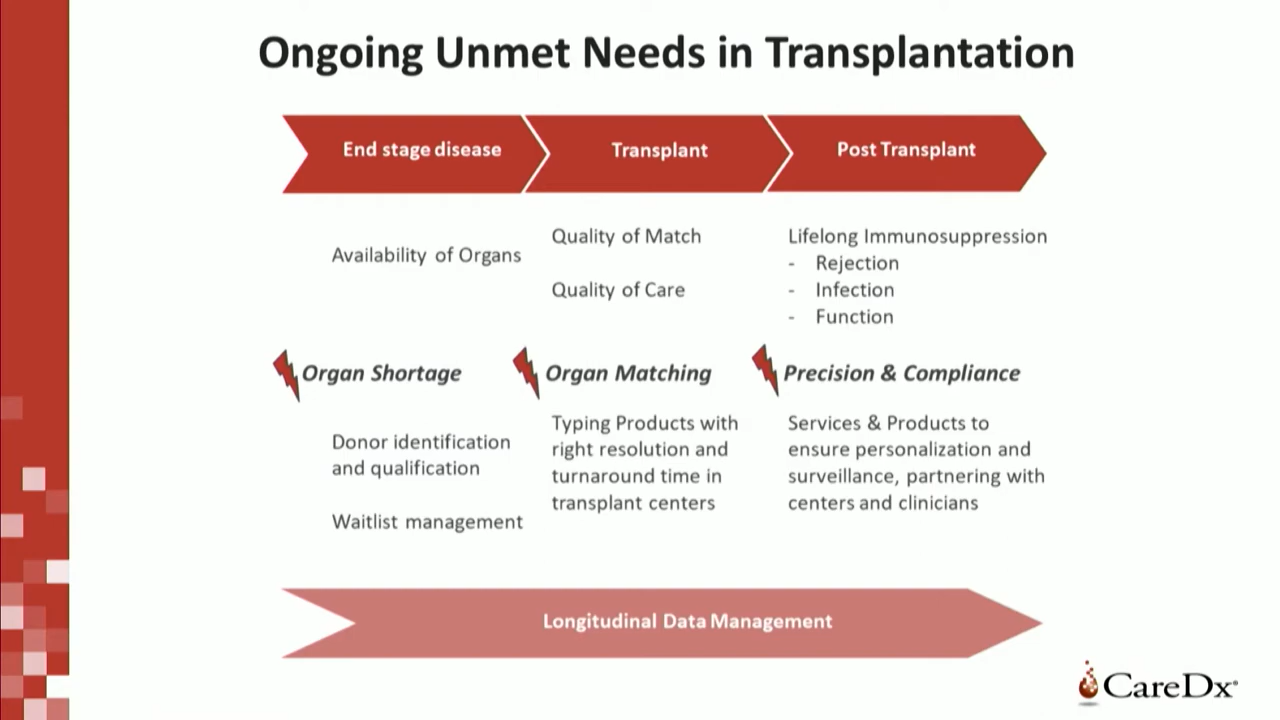 Ongoing Unmet Needs in Transplantation
End stage disease
Transplant
Post Transplant
Availability of Organs
Quality of Match
Quality of Care
Lifelong Immunosuppression
- Rejection
- Infection
- Function
Organ Shortage
Organ Matching
Precision & Compliance
Donor identification
and qualification
Waitlist management
Typing Products with
right resolution and
turnaround time in
transplant centers
Services & Products to
ensure personalization and
surveillance, partnering with
centers and clinicians
Longitudinal Data Management
CareDx®